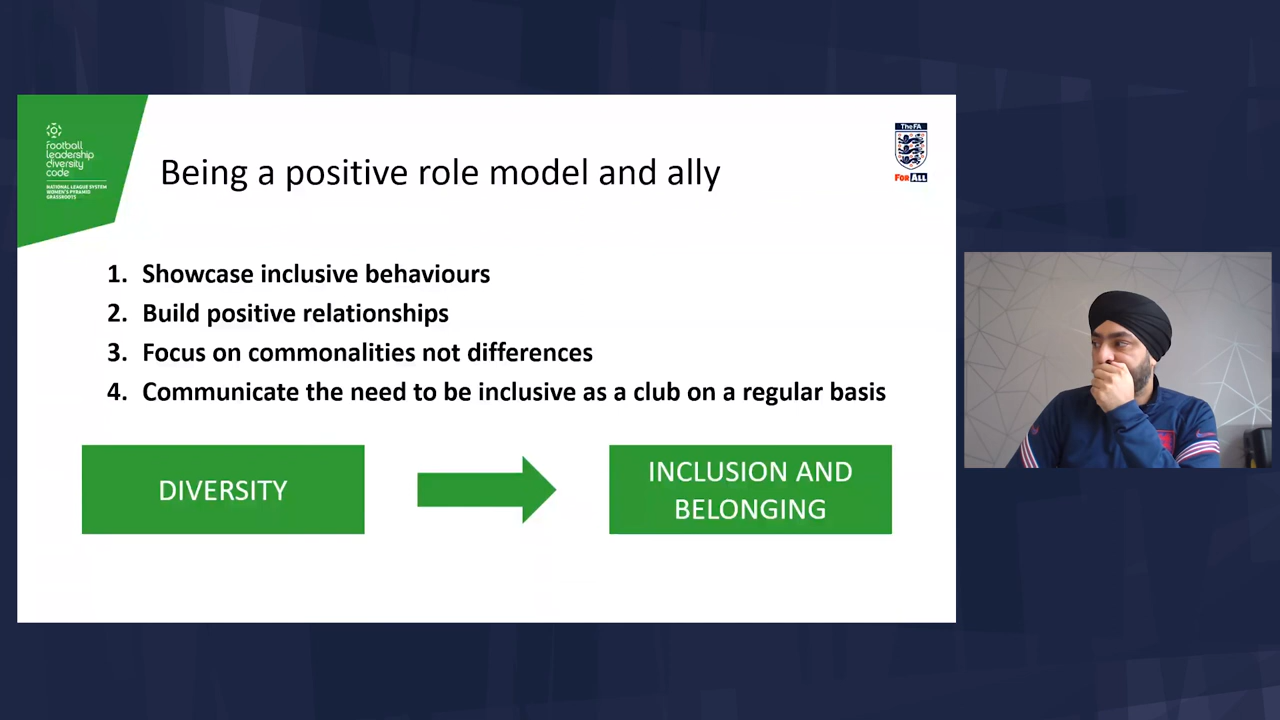 football
leadership
diversity
code
NATIONAL LEAGUE SYSTEM
WOMEN'S PYRAMID
GRASSROOTS
Being a positive role model and ally
The FA
FOR ALL
1. Showcase inclusive behaviours
2. Build positive relationships
3. Focus on commonalities not differences
4. Communicate the need to be inclusive as a club on a regular basis
DIVERSITY
INCLUSION AND
BELONGING